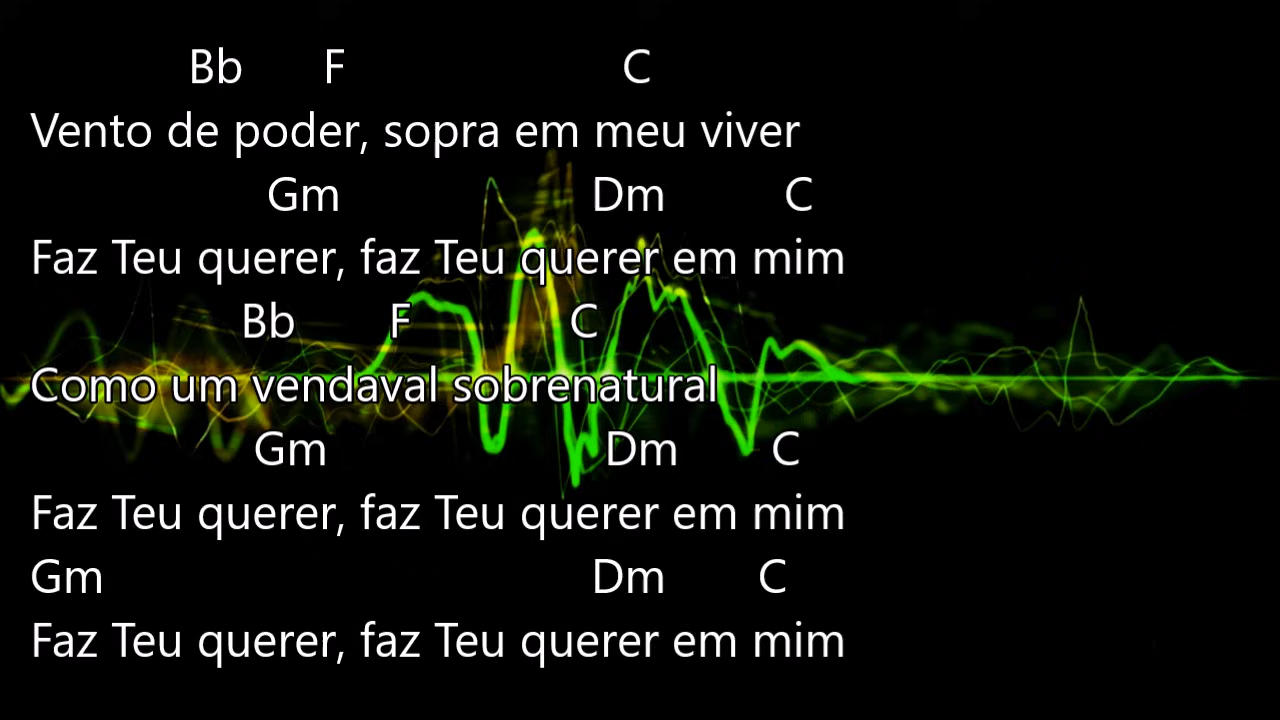 Bb F C
Vento de poder, sopra em meu viver
Gm Dm C
Faz Teu querer, faz Teu querer em mim
Bb F C
Como um vendaval sobrenatural
Gm Dm C
Faz Teu querer, faz Teu querer em mim
Gm Dm C
Faz Teu querer, faz Teu querer em mim